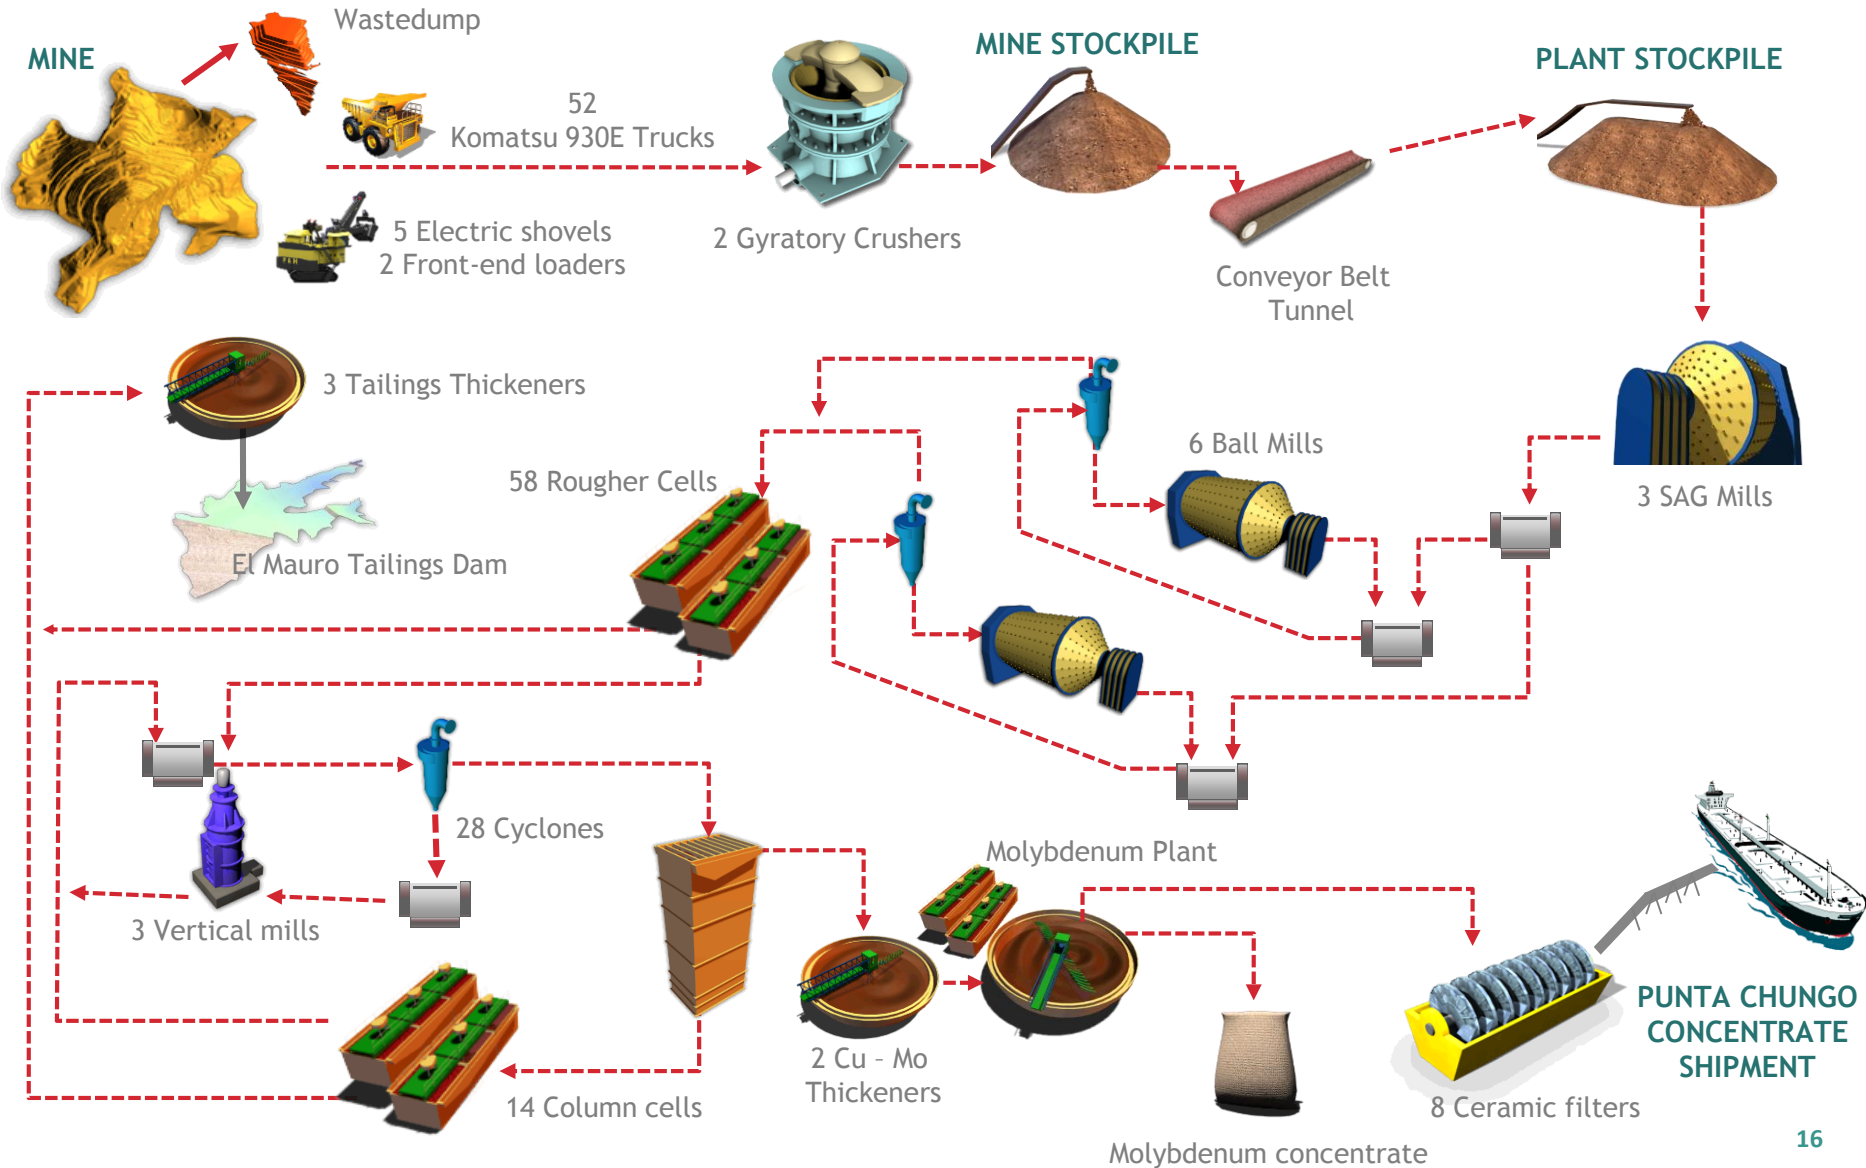 Wastedump
MINE
MINE STOCKPILE
PLANT STOCKPILE
52
Komatsu 930E Trucks
5 Electric shovels
2 Front-end loaders
2 Gyratory Crushers
Conveyor Belt
Tunnel
3 Tailings Thickeners
6 Ball Mills
58 Rougher Cells
3 SAG Mills
El Mauro Tailings Dam
28 Cyclones
Molybdenum Plant
3 Vertical mills
PUNTA CHUNGO
CONCENTRATE
SHIPMENT
2 Cu – Mo
Thickeners
14 Column cells
8 Ceramic filters
Molybdenum concentrate
16